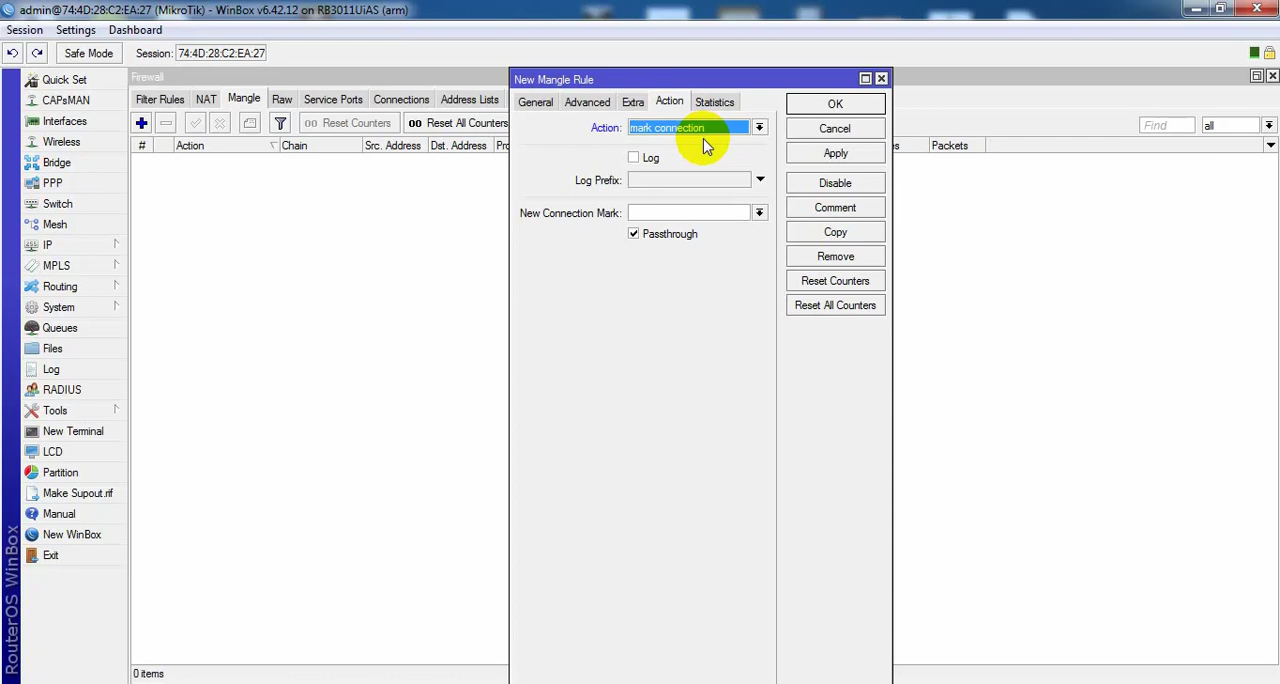 admin@74:4D:28:C2:EA:27 (MikroTik) - WinBox v6.42.12 on RB3011UiAS (arm)
Session Settings Dashboard
Safe Mode Session: 74:4D:28:C2:EA:27
Quick Set
CAPsMAN
Interfaces
Wireless
Bridge
PPP
Switch
Mesh
IP
MPLS
Routing
System
Queues
Files
Log
RADIUS
Tools
New Terminal
LCD
Partition
Make Supout.rif
Manual
New WinBox
Exit
RouterOS WinBox
Firewall
Filter Rules NAT Mangle Raw Service Ports Connections Address Lists
00 Reset Counters 00 Reset All Counters Find all
# Action Chain Src. Address Dst. Address Packets
0 items
New Mangle Rule
General Advanced Extra Action Statistics
Action: mark connection
Log
Log Prefix:
New Connection Mark:
Passthrough
OK
Cancel
Apply
Disable
Comment
Copy
Remove
Reset Counters
Reset All Counters